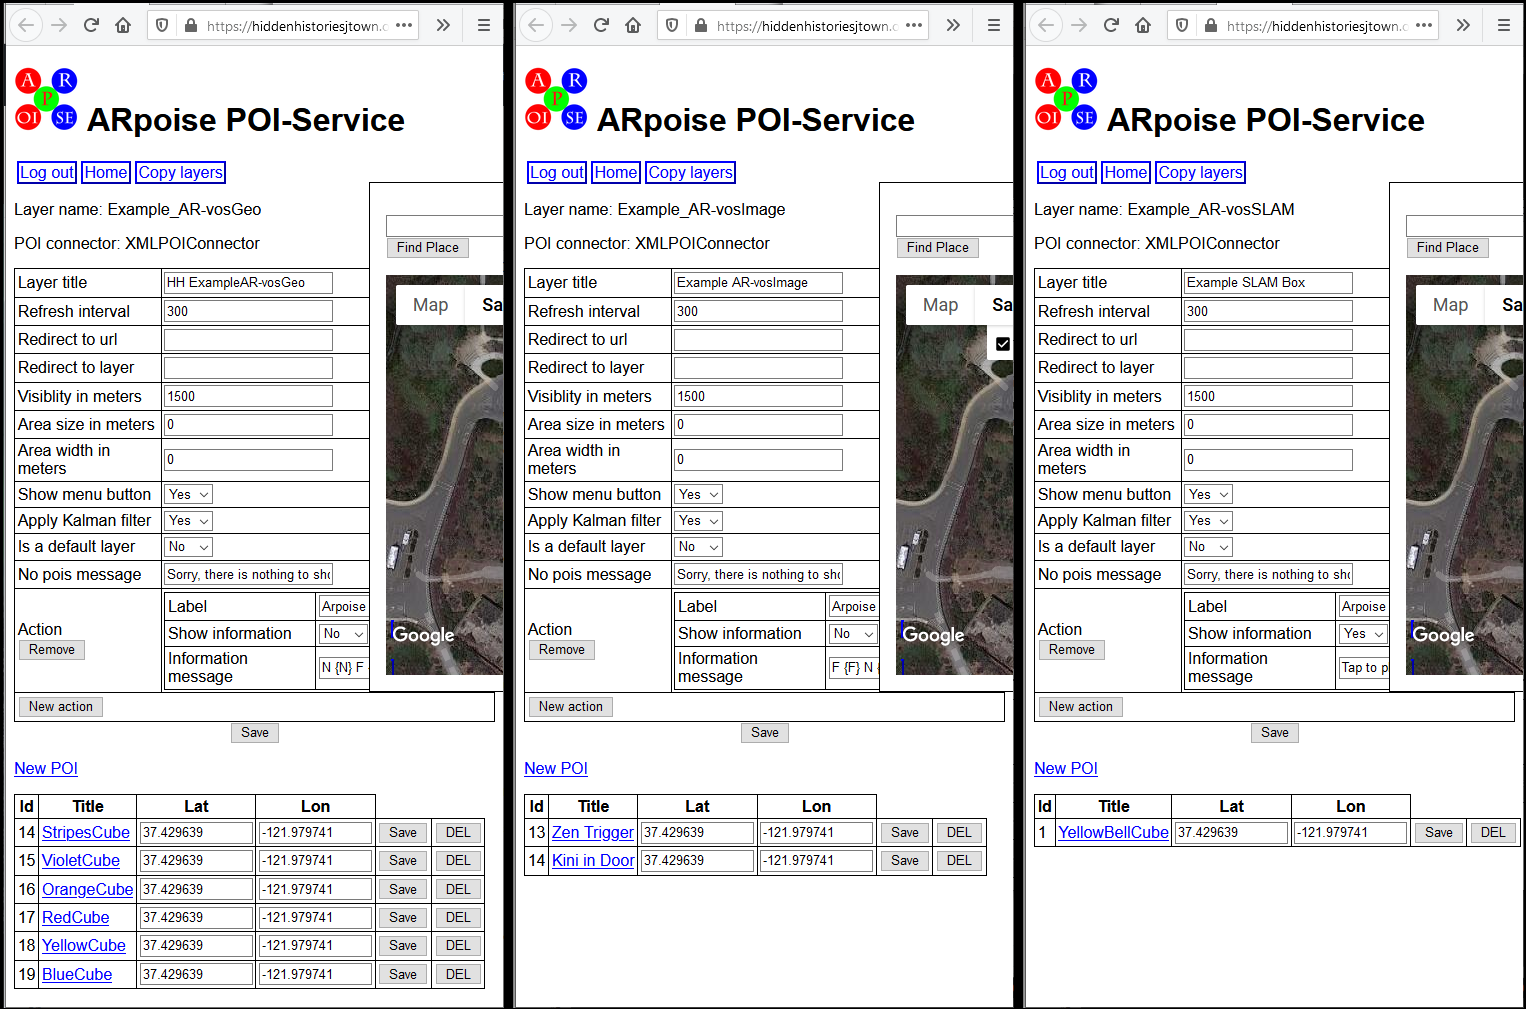 https://hiddenhistoriesjtown.o
A R
P
OI SE
ARpoise POI-Service
Log out Home Copy layers
Layer name: Example_AR-vosGeo
POI connector: XMLPOIConnector
Find Place
Layer title HH ExampleAR-vosGeo
Map Sa
Refresh interval 300
Redirect to url
Redirect to layer
Visiblity in meters 1500
Area size in meters 0
Area width in
meters 0
Show menu button Yes
Apply Kalman filter Yes
Is a default layer No
No pois message Sorry, there is nothing to sho
Action
Remove
Label Arpoise
Show information No
Google
Information
message N {N} F
New action
Save
New POI
Id Title Lat Lon
14 StripesCube 37.429639 -121.979741 Save DEL
15 VioletCube 37.429639 -121.979741 Save DEL
16 OrangeCube 37.429639 -121.979741 Save DEL
17 RedCube 37.429639 -121.979741 Save DEL
18 YellowCube 37.429639 -121.979741 Save DEL
19 BlueCube 37.429639 -121.979741 Save DEL
https://hiddenhistoriesjtown.o
A R
P
OI SE
ARpoise POI-Service
Log out Home Copy layers
Layer name: Example_AR-vosImage
POI connector: XMLPOIConnector
Find Place
Layer title Example AR-vosImage
Map Sa
Refresh interval 300
Redirect to url
Redirect to layer
Visiblity in meters 1500
Area size in meters 0
Area width in
meters 0
Show menu button Yes
Apply Kalman filter Yes
Is a default layer No
No pois message Sorry, there is nothing to sho
Action
Remove
Label Arpoise
Show information No
Google
Information
message F {F} N {
New action
Save
New POI
Id Title Lat Lon
13 Zen Trigger 37.429639 -121.979741 Save DEL
14 Kini in Door 37.429639 -121.979741 Save DEL
https://hiddenhistoriesjtown.o
A R
P
OI SE
ARpoise POI-Service
Log out Home Copy layers
Layer name: Example_AR-vosSLAM
POI connector: XMLPOIConnector
Find Place
Layer title Example SLAM Box
Map Sa
Refresh interval 300
Redirect to url
Redirect to layer
Visiblity in meters 1500
Area size in meters 0
Area width in
meters 0
Show menu button Yes
Apply Kalman filter Yes
Is a default layer No
No pois message Sorry, there is nothing to sho
Action
Remove
Label Arpoise
Show information Yes
Google
Information
message Tap to p
New action
Save
New POI
Id Title Lat Lon
1 YellowBellCube 37.429639 -121.979741 Save DEL